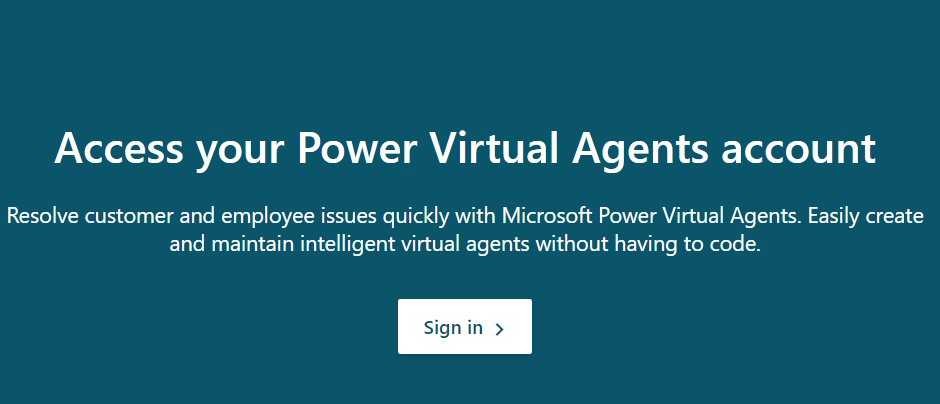 Access your Power Virtual Agents account
Resolve customer and employee issues quickly with Microsoft Power Virtual Agents. Easily create
and maintain intelligent virtual agents without having to code.
Sign in